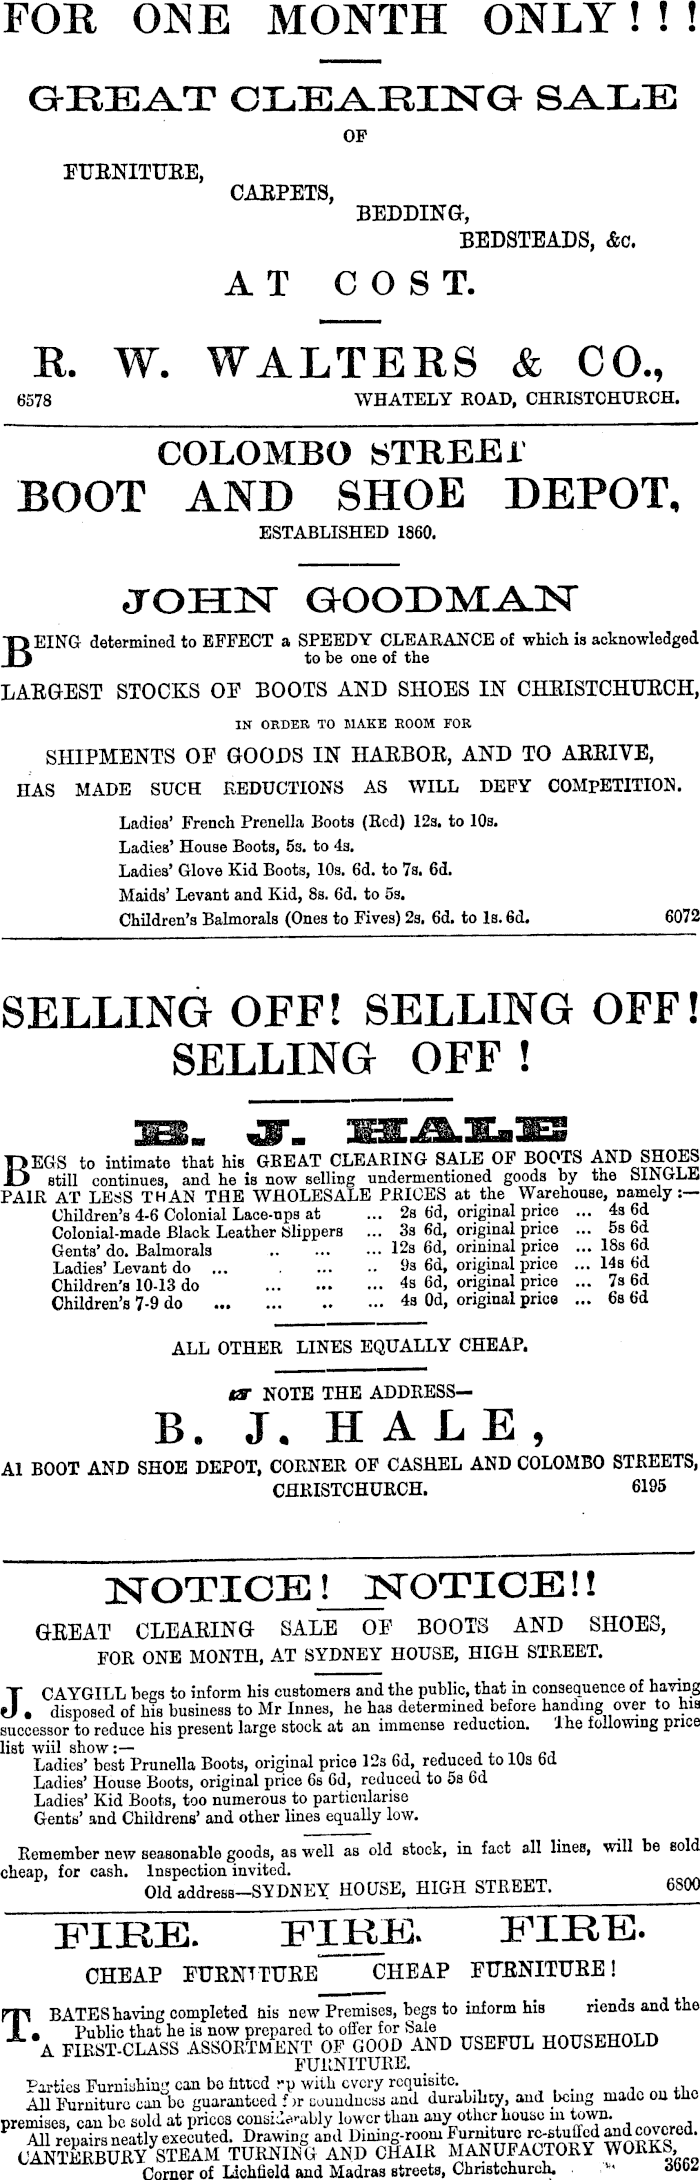 FOR ONE MONTH ONLY!!!
GREAT CLEARING SALE
OF
FURNITURE,
CARPETS,
BEDDING,
BEDSTEADS, &c.
AT COST.
R. W. WALTERS & CO.,
6578 WHATELY ROAD, CHRISTCHURCH.
COLOMBO STREET
BOOT AND SHOE DEPOT,
ESTABLISHED 1860.
JOHN GOODMAN
BEING determined to EFFECT a SPEEDY CLEARANCE of which is acknowledged
to be one of the
LARGEST STOCKS OF BOOTS AND SHOES IN CHRISTCHURCH,
IN ORDER TO MAKE ROOM FOR
SHIPMENTS OF GOODS IN HARBOR, AND TO ARRIVE,
HAS MADE SUCH REDUCTIONS AS WILL DEFY COMPETITION.
Ladies' French Prenella Boots (Red) 12s. to 10s.
Ladies' House Boots, 5s. to 4s.
Ladies' Glove Kid Boots, 10s. 6d. to 7s. 6d.
Maids' Levant and Kid, 8s. 6d. to 5s.
Children's Balmorals (Ones to Fives) 2s. 6d. to 1s. 6d. 6072
SELLING OFF! SELLING OFF!
SELLING OFF!
B. J. HALE
BEGS to intimate that his GREAT CLEARING SALE OF BOOTS AND SHOES
still continues, and he is now selling undermentioned goods by the SINGLE
PAIR AT LESS THAN THE WHOLESALE PRICES at the Warehouse, namely:—
Children's 4-6 Colonial Lace-ups at ... 2s 6d, original price ... 4s 6d
Colonial-made Black Leather Slippers ... 3s 6d, original price ... 5s 6d
Gents' do. Balmorals .. ... ... 12s 6d, orininal price ... 18s 6d
Ladies' Levant do ... . ... .. 9s 6d, original price ... 14s 6d
Children's 10-13 do ... ... ... 4s 6d, original price ... 7s 6d
Children's 7-9 do ... ... .. ... 4s 0d, original price ... 6s 6d
ALL OTHER LINES EQUALLY CHEAP.
☞ NOTE THE ADDRESS—
B. J. HALE,
A1 BOOT AND SHOE DEPOT, CORNER OF CASHEL AND COLOMBO STREETS,
CHRISTCHURCH. 6195
NOTICE! NOTICE!!
GREAT CLEARING SALE OF BOOTS AND SHOES,
FOR ONE MONTH, AT SYDNEY HOUSE, HIGH STREET.
J. CAYGILL begs to inform his customers and the public, that in consequence of having
disposed of his business to Mr Innes, he has determined before handing over to his
successor to reduce his present large stock at an immense reduction. The following price
list wiil show:—
Ladies' best Prunella Boots, original price 12s 6d, reduced to 10s 6d
Ladies' House Boots, original price 6s 6d, reduced to 5s 6d
Ladies' Kid Boots, too numerous to particularise
Gents' and Childrens' and other lines equally low.
Remember new seasonable goods, as well as old stock, in fact all lines, will be sold
cheap, for cash. Inspection invited.
Old address—SYDNEY HOUSE, HIGH STREET. 6800
FIRE. FIRE. FIRE.
CHEAP FURNITURE CHEAP FURNITURE!
T. BATES having completed his new Premises, begs to inform his riends and the
Public that he is now prepared to offer for Sale
A FIRST-CLASS ASSORTMENT OF GOOD AND USEFUL HOUSEHOLD
FURNITURE.
Parties Furnishing can be fitted up with every requisite.
All Furniture can be guaranteed for soundness and durability, and being made on the
premises, can be sold at prices considerably lower than any other house in town.
All repairs neatly executed. Drawing and Dining-room Furniture re-stuffed and covered.
CANTERBURY STEAM TURNING AND CHAIR MANUFACTORY WORKS,
Corner of Lichfield and Madras streets, Christchurch. 3662